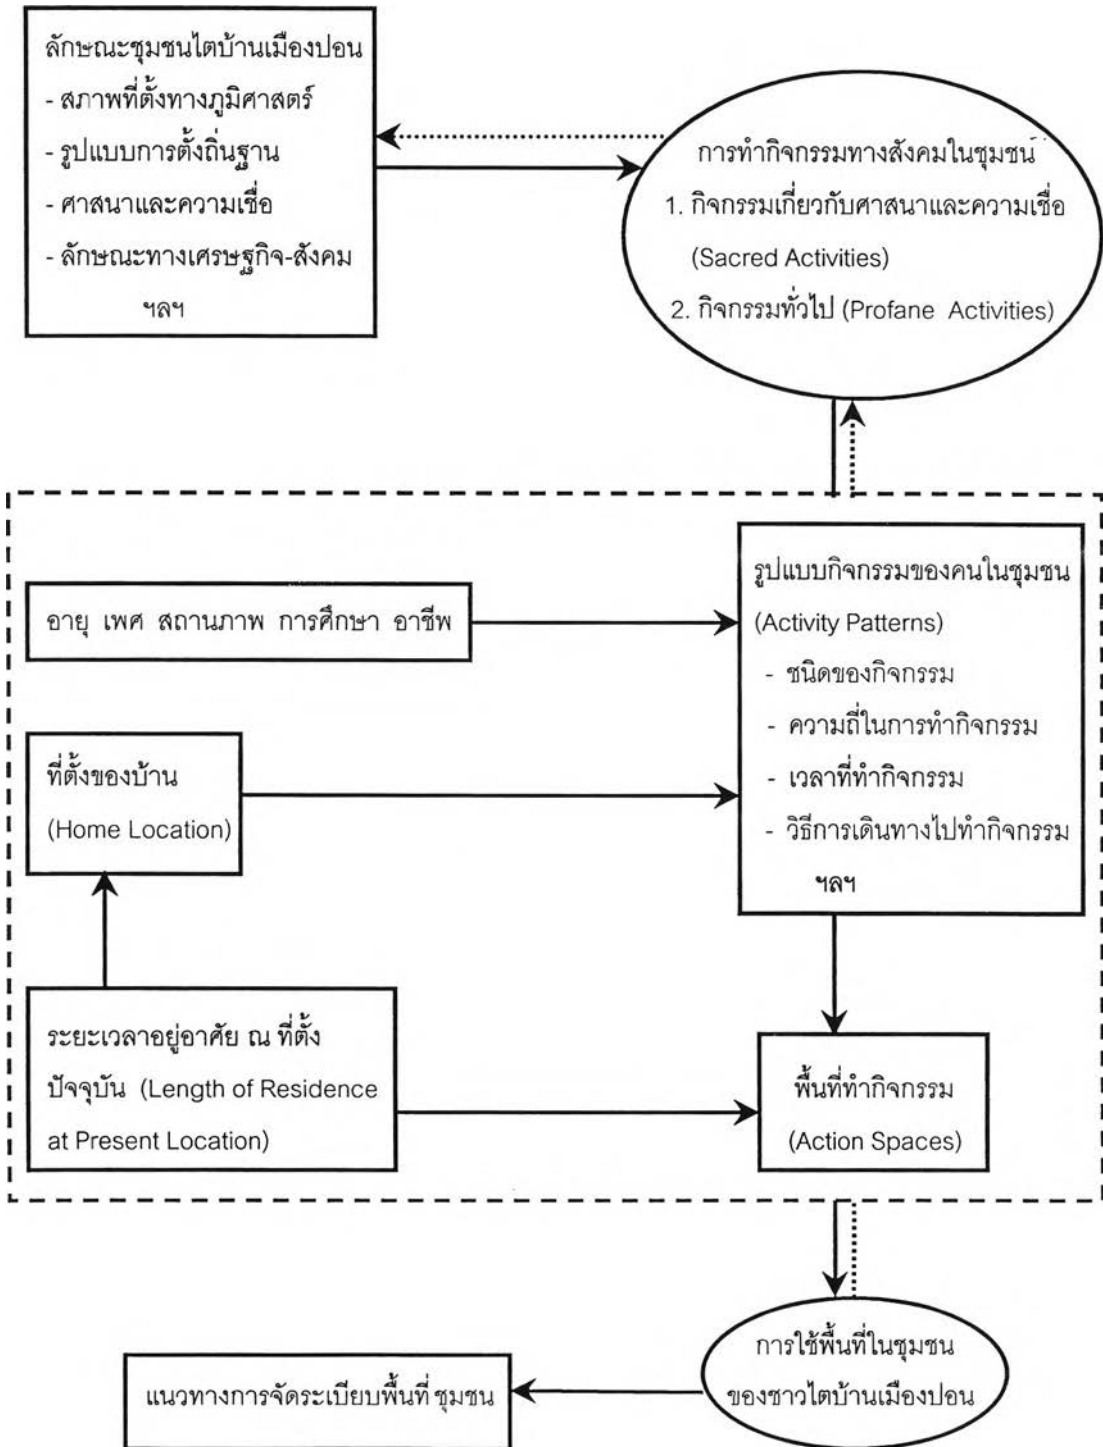 ลักษณะชุมชนไตบ้านเมืองปอน
- สภาพที่ตั้งทางภูมิศาสตร์
- รูปแบบการตั้งถิ่นฐาน
- ศาสนาและความเชื่อ
- ลักษณะทางเศรษฐกิจ-สังคม
ฯลฯ
การทำกิจกรรมทางสังคมในชุมชน
1. กิจกรรมเกี่ยวกับศาสนาและความเชื่อ
(Sacred Activities)
2. กิจกรรมทั่วไป (Profane Activities)
อายุ เพศ สถานภาพ การศึกษา อาชีพ
รูปแบบกิจกรรมของคนในชุมชน
(Activity Patterns)
- ชนิดของกิจกรรม
- ความถี่ในการทำกิจกรรม
- เวลาที่ทำกิจกรรม
- วิธีการเดินทางไปทำกิจกรรม
ฯลฯ
ที่ตั้งของบ้าน
(Home Location)
ระยะเวลาอยู่อาศัย ณ ที่ตั้ง
ปัจจุบัน (Length of Residence
at Present Location)
พื้นที่ทำกิจกรรม
(Action Spaces)
การใช้พื้นที่ในชุมชน
ของชาวไตบ้านเมืองปอน
แนวทางการจัดระเบียบพื้นที่ ชุมชน